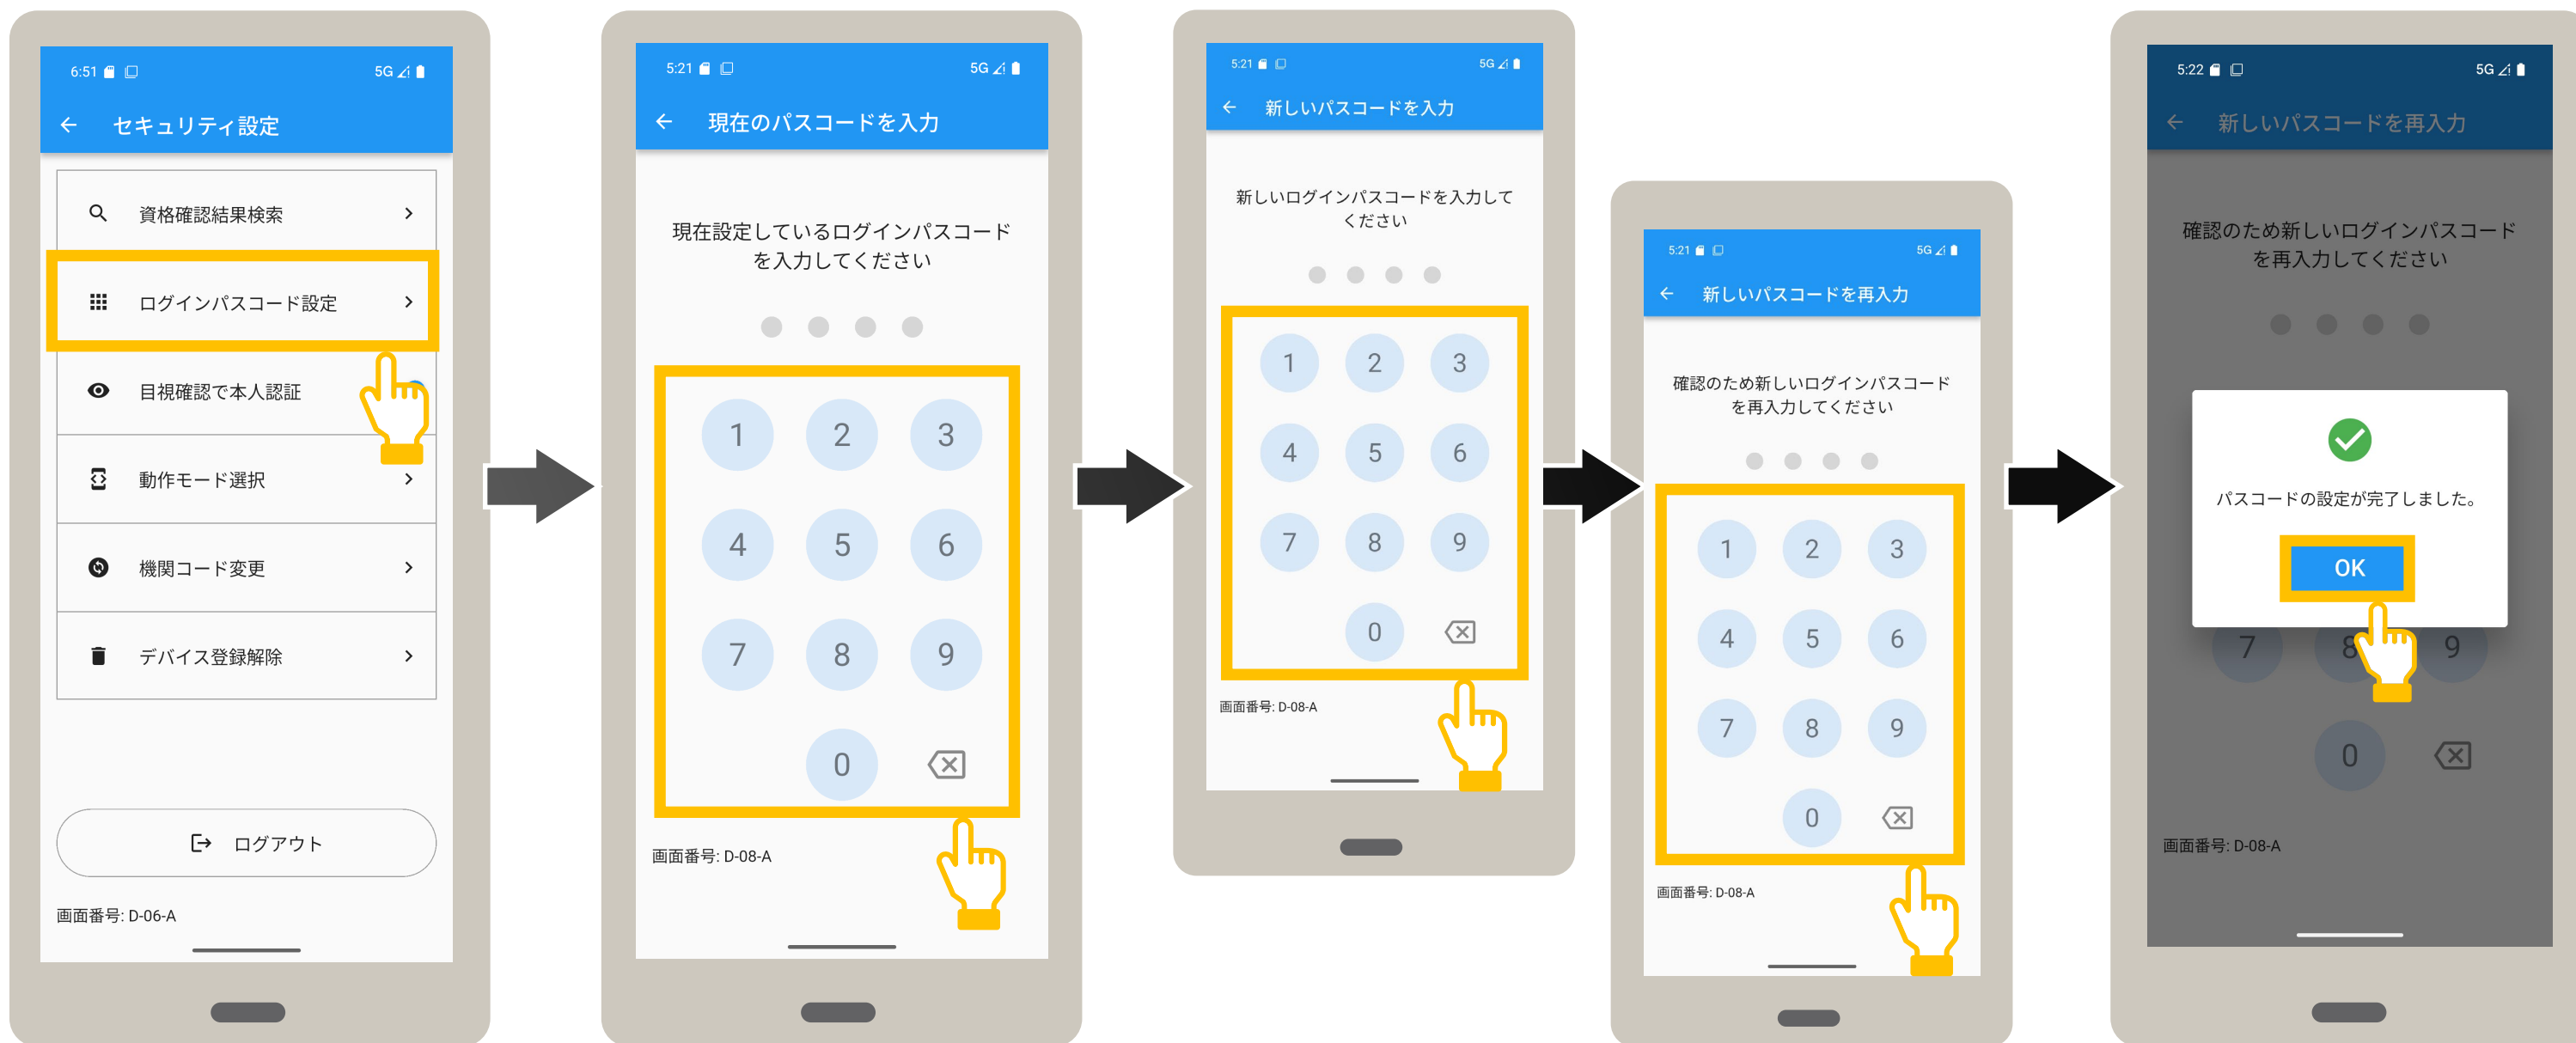 6:51
5G
セキュリティ設定
資格確認結果検索
ログインパスコード設定
目視確認で本人認証
動作モード選択
機関コード変更
デバイス登録解除
ログアウト
画面番号: D-06-A
5:21
5G
現在のパスコードを入力
現在設定しているログインパスコード
を入力してください
1 2 3
4 5 6
7 8 9
0
画面番号: D-08-A
5:21
5G
新しいパスコードを入力
新しいログインパスコードを入力して
ください
1 2 3
4 5 6
7 8 9
0
画面番号: D-08-A
5:21
5G
新しいパスコードを再入力
確認のため新しいログインパスコード
を再入力してください
1 2 3
4 5 6
7 8 9
0
画面番号: D-08-A
5:22
5G
新しいパスコードを再入力
確認のため新しいログインパスコード
を再入力してください
パスコードの設定が完了しました。
OK
7 8 9
0
画面番号: D-08-A